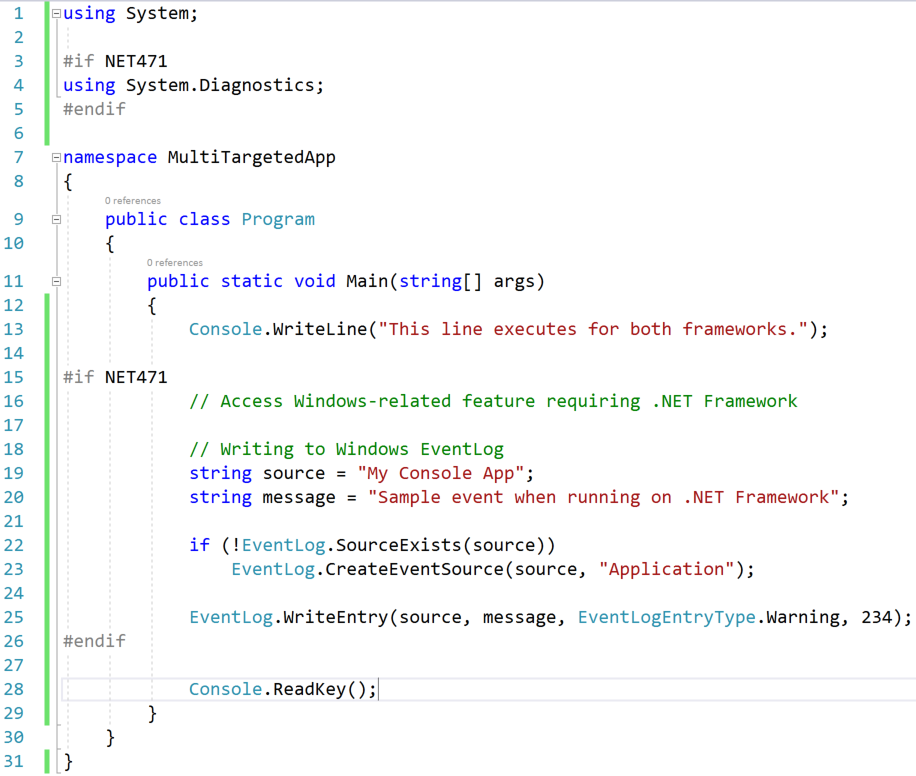 1 using System;
2
3 #if NET471
4 using System.Diagnostics;
5 #endif
6
7 namespace MultiTargetedApp
8 {
0 references
9 public class Program
10 {
0 references
11 public static void Main(string[] args)
12 {
13 Console.WriteLine("This line executes for both frameworks.");
14
15 #if NET471
16 // Access Windows-related feature requiring .NET Framework
17
18 // Writing to Windows EventLog
19 string source = "My Console App";
20 string message = "Sample event when running on .NET Framework";
21
22 if (!EventLog.SourceExists(source))
23 EventLog.CreateEventSource(source, "Application");
24
25 EventLog.WriteEntry(source, message, EventLogEntryType.Warning, 234);
26 #endif
27
28 Console.ReadKey();
29 }
30 }
31 }